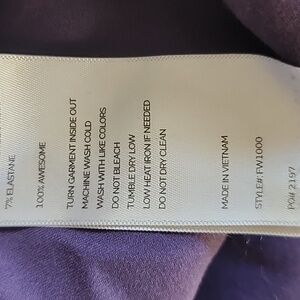 7% ELASTANE
100% AWESOME
TURN GARMENT INSIDE OUT
MACHINE WASH COLD
WASH WITH LIKE COLORS
DO NOT BLEACH
TUMBLE DRY LOW
LOW HEAT IRON IF NEEDED
DO NOT DRY CLEAN
MADE IN VIETNAM
STYLE#: FW1000
PO# 2197